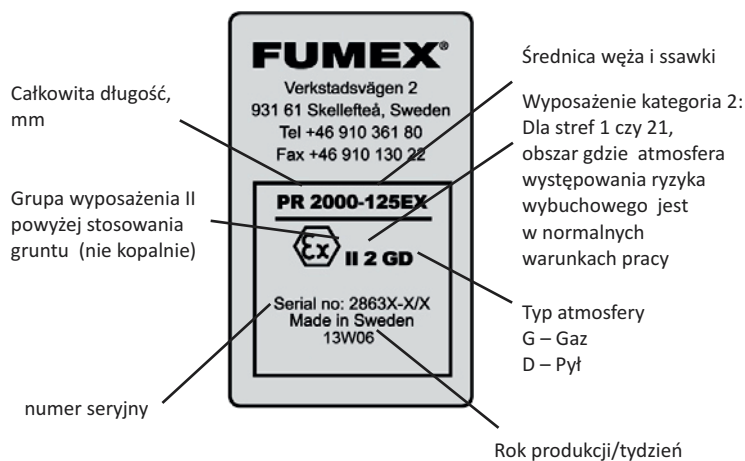 FUMEX®
Verkstadsvägen 2
931 61 Skellefteå, Sweden
Tel +46 910 361 80
Fax +46 910 130 22
PR 2000-125EX
Ex II 2 GD
Serial no: 2863X-X/X
Made in Sweden
13W06
Całkowita długość,
mm
Grupa wyposażenia II
powyżej stosowania
gruntu (nie kopalnie)
numer seryjny
Średnica węża i ssawki
Wyposażenie kategoria 2:
Dla stref 1 czy 21,
obszar gdzie atmosfera
występowania ryzyka
wybuchowego jest
w normalnych
warunkach pracy
Typ atmosfery
G – Gaz
D – Pył
Rok produkcji/tydzień